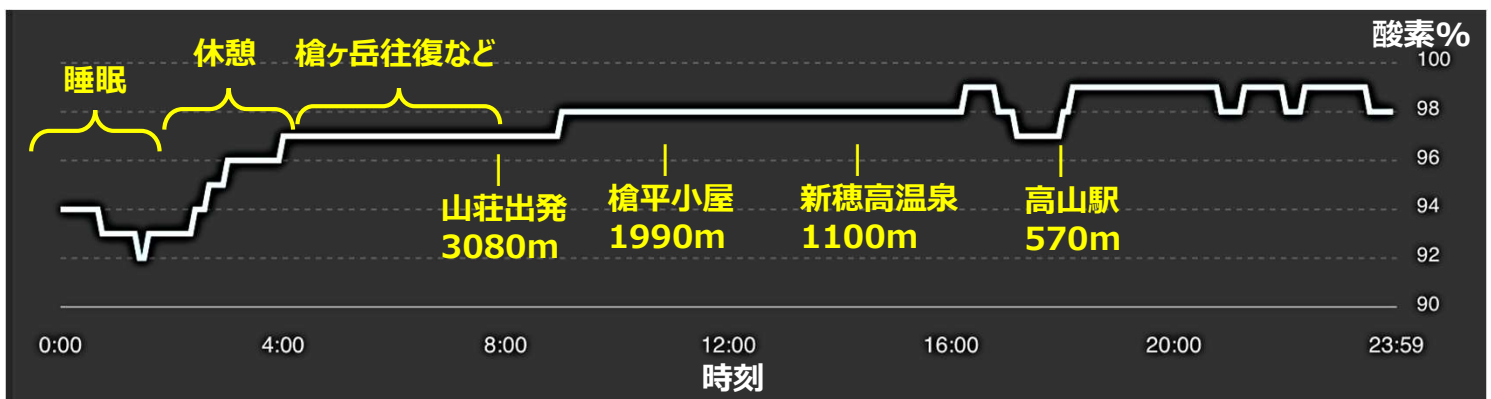 酸素%
100
98
96
94
92
90
睡眠
休憩
槍ヶ岳往復など
山荘出発
3080m
槍平小屋
1990m
新穂高温泉
1100m
高山駅
570m
0:00
4:00
8:00
12:00
16:00
20:00
23:59
時刻